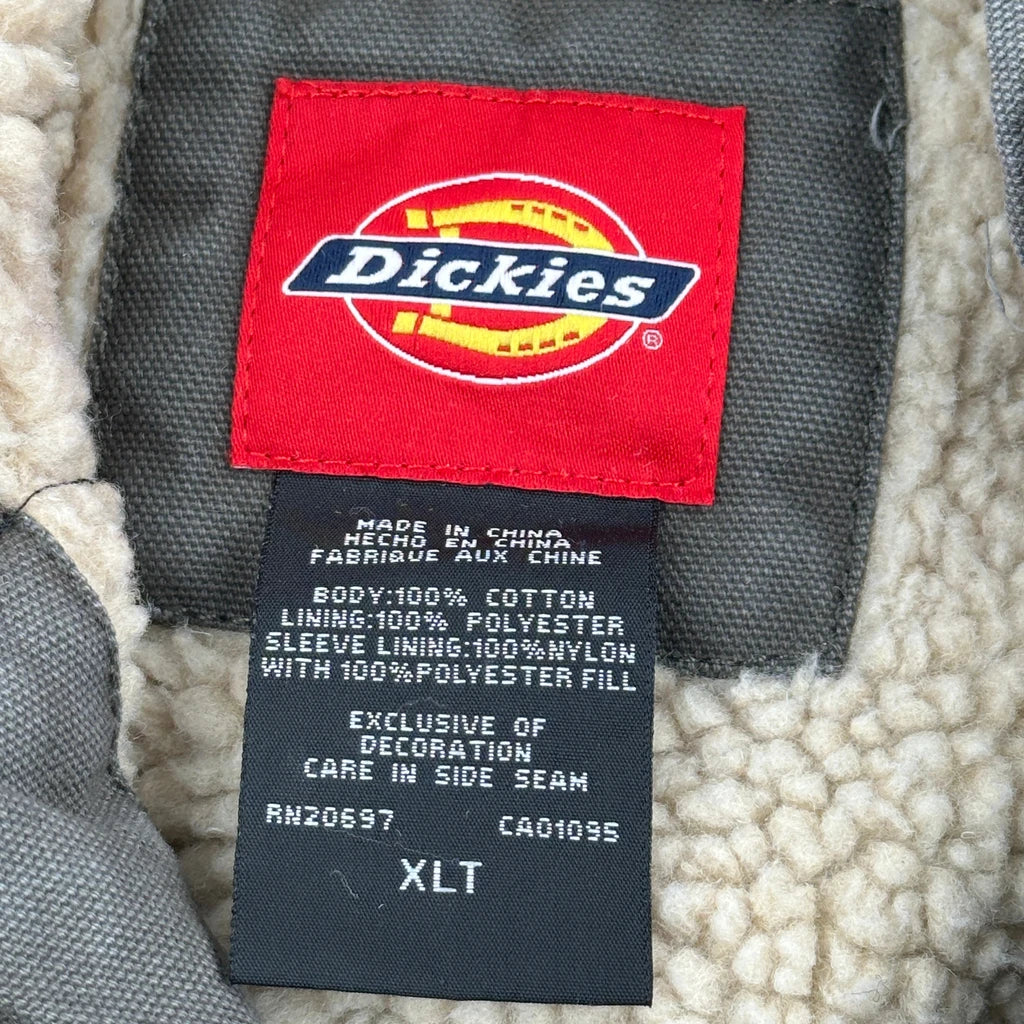 Dickies
®
MADE IN CHINA
HECHO EN CHINA
FABRIQUE AUX CHINE
BODY:100% COTTON
LINING:100% POLYESTER
SLEEVE LINING:100%NYLON
WITH 100%POLYESTER FILL
EXCLUSIVE OF
DECORATION
CARE IN SIDE SEAM
RN20697 CA01095
XLT